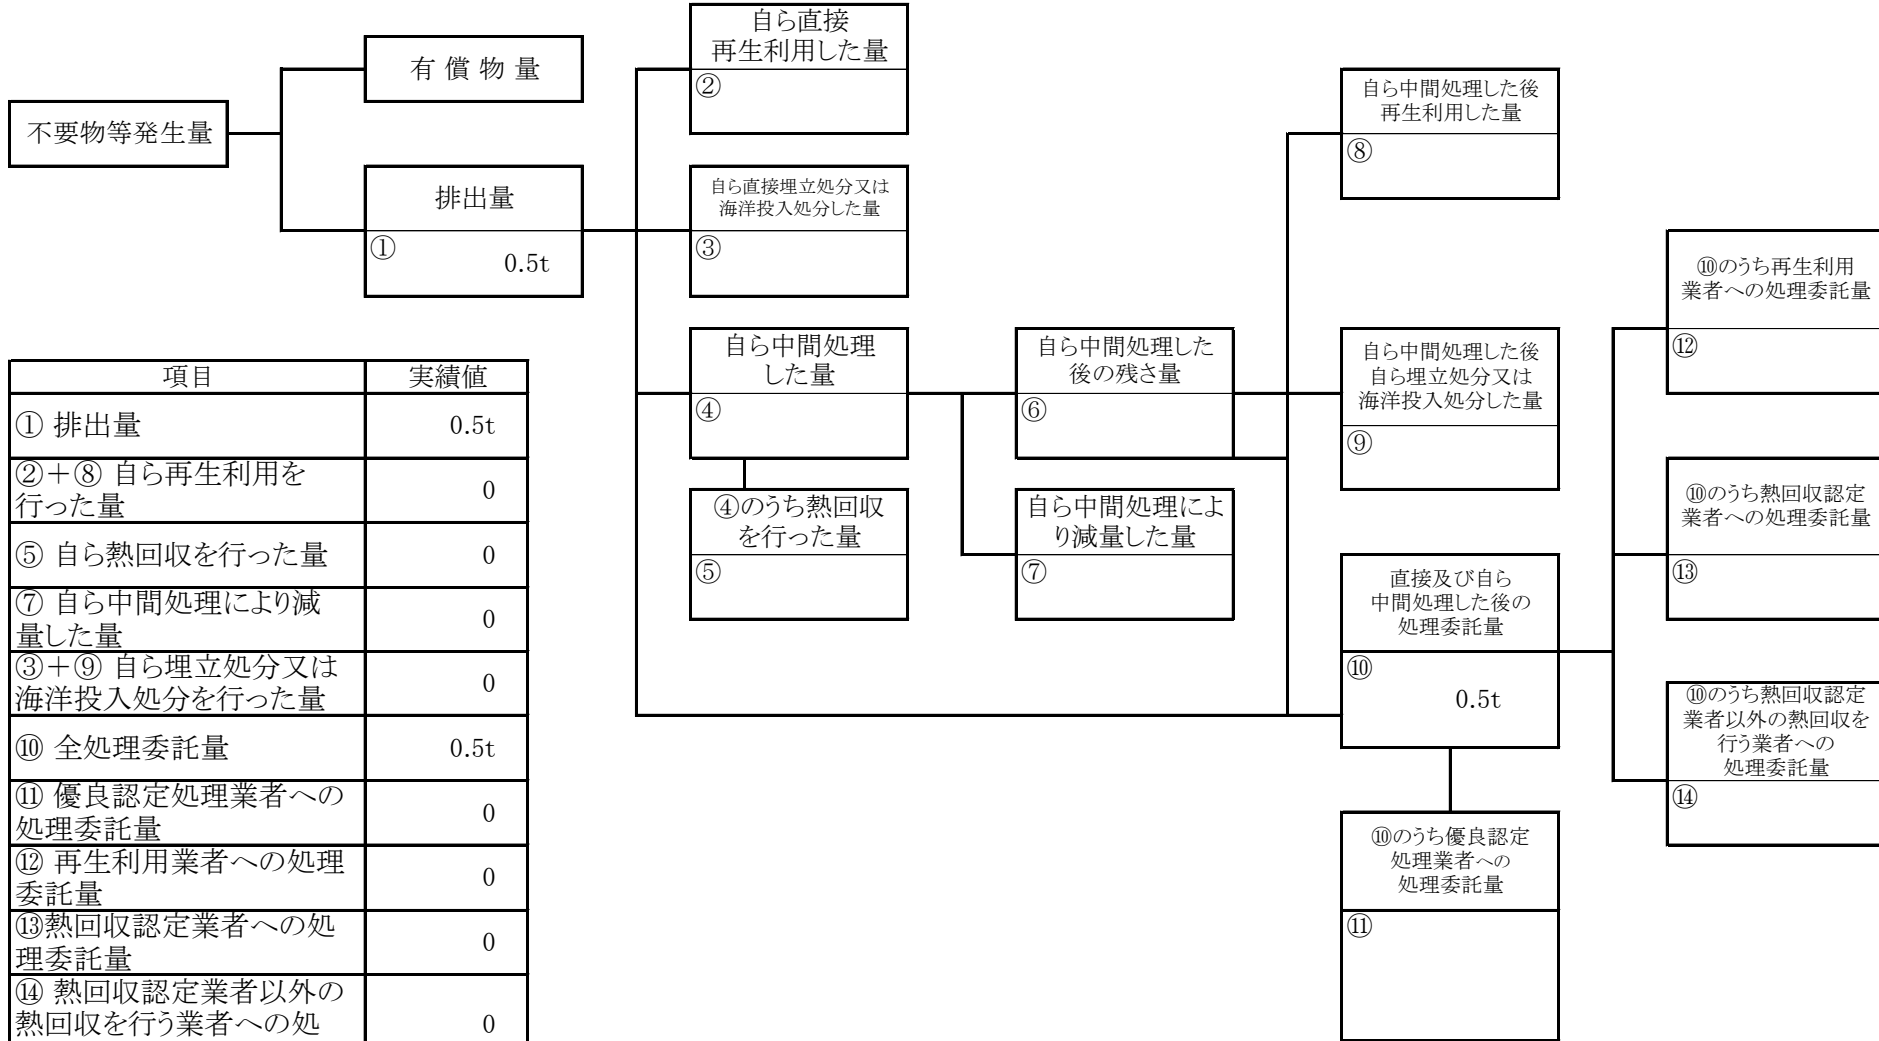 不要物等発生量
有 償 物 量
排出量
①
0.5t
自ら直接
再生利用した量
②
自ら直接埋立処分又は
海洋投入処分した量
③
自ら中間処理
した量
④
④のうち熱回収
を行った量
⑤
自ら中間処理した
後の残さ量
⑥
自ら中間処理によ
り減量した量
⑦
自ら中間処理した後
再生利用した量
⑧
自ら中間処理した後
自ら埋立処分又は
海洋投入処分した量
⑨
直接及び自ら
中間処理した後の
処理委託量
⑩
0.5t
⑩のうち優良認定
処理業者への
処理委託量
⑪
⑩のうち再生利用
業者への処理委託量
⑫
⑩のうち熱回収認定
業者への処理委託量
⑬
⑩のうち熱回収認定
業者以外の熱回収を
行う業者への
処理委託量
⑭
項目 実績値
① 排出量 0.5t
②+⑧ 自ら再生利用を
行った量 0
⑤ 自ら熱回収を行った量 0
⑦ 自ら中間処理により減
量した量 0
③+⑨ 自ら埋立処分又は
海洋投入処分を行った量 0
⑩ 全処理委託量 0.5t
⑪ 優良認定処理業者への
処理委託量 0
⑫ 再生利用業者への処理
委託量 0
⑬熱回収認定業者への処
理委託量 0
⑭ 熱回収認定業者以外の
熱回収を行う業者への処 0